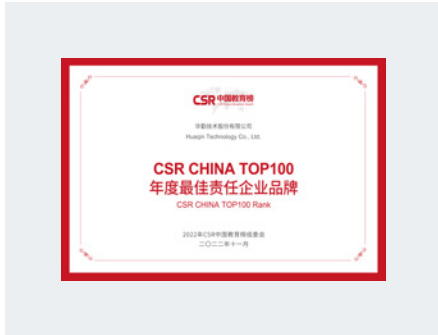 CSR 中国教育榜
华勤技术股份有限公司
Huaqin Technology Co., Ltd.
CSR CHINA TOP100
年度最佳责任企业品牌
CSR CHINA TOP100 Rank
2022年CSR中国教育榜组委会
二〇二二年十一月